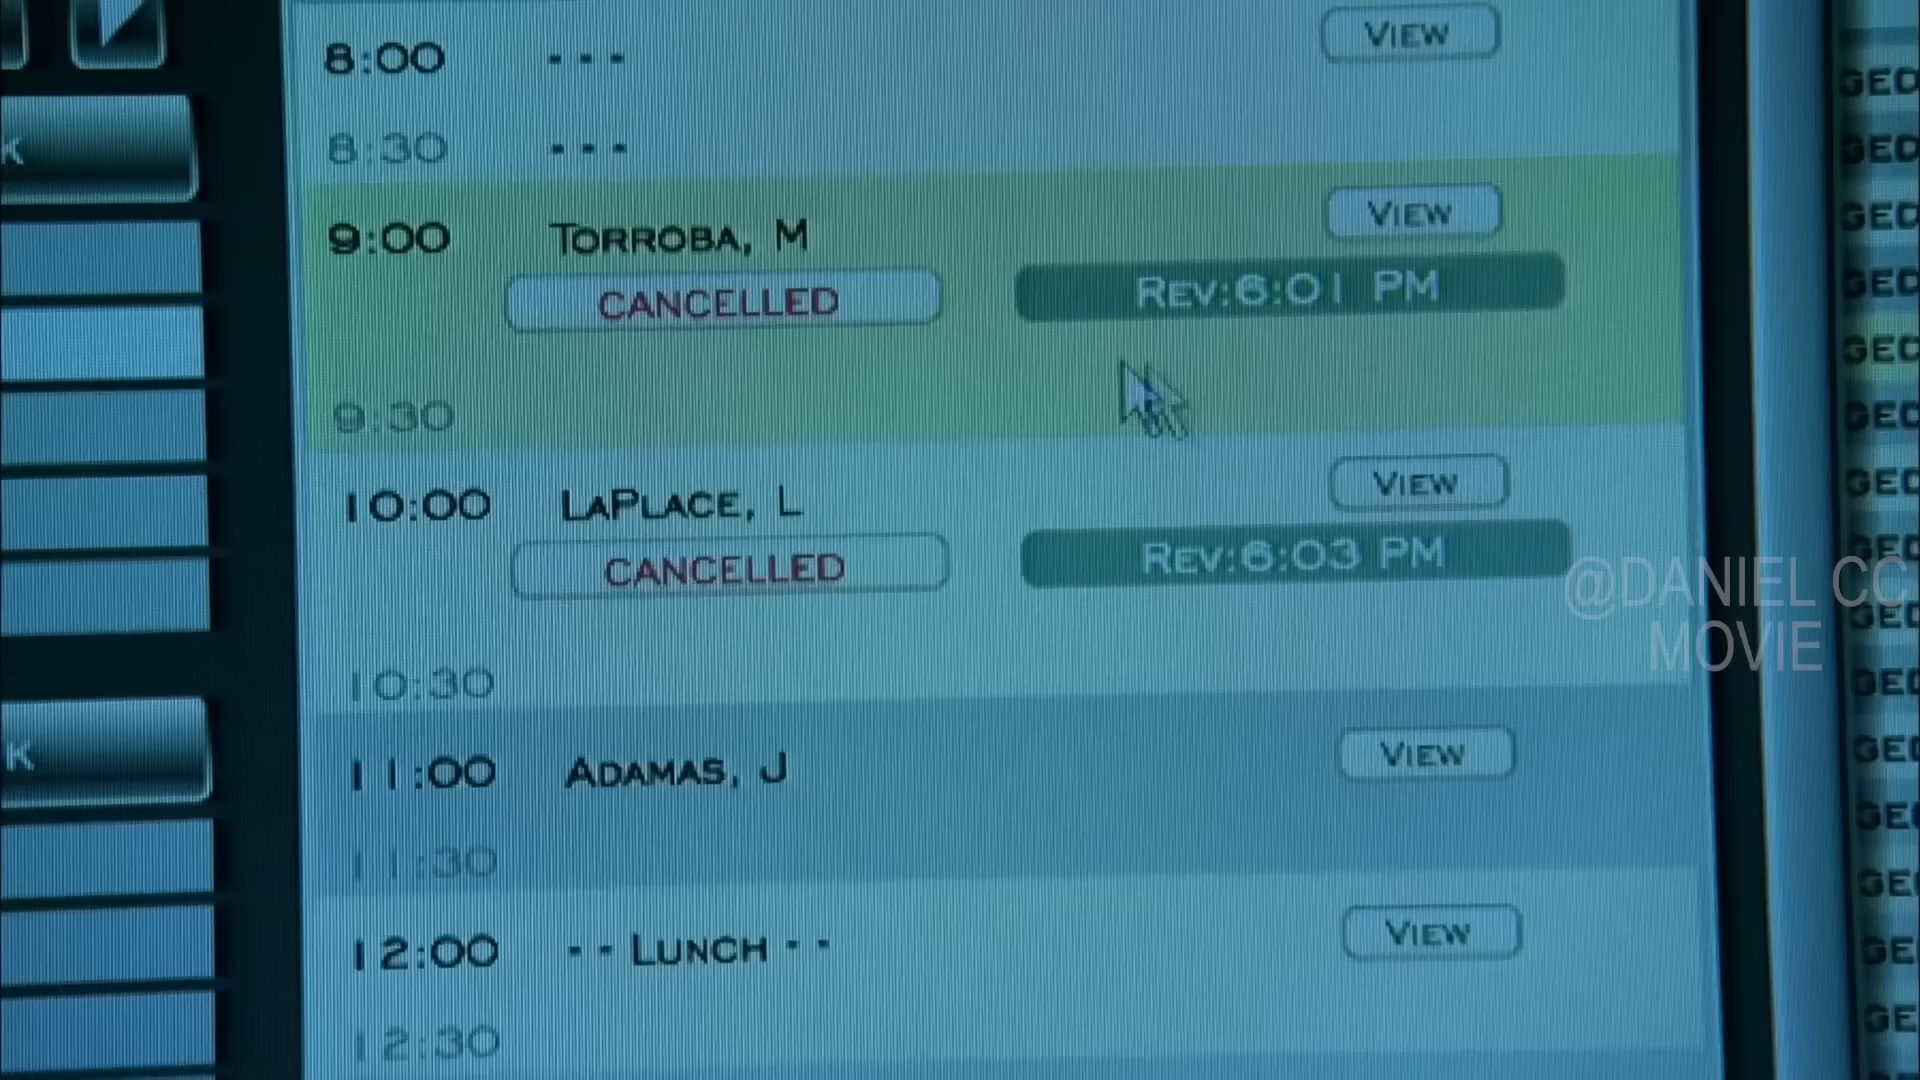 8:00 - - - VIEW
8:30 - - -
9:00 TORROBA, M VIEW
CANCELLED REV:6:01 PM
9:30
10:00 LAPLACE, L VIEW
CANCELLED REV:6:03 PM
10:30
11:00 ADAMAS, J VIEW
11:30
12:00 - - LUNCH - - VIEW
12:30
K
K
@DANIEL CC
MOVIE